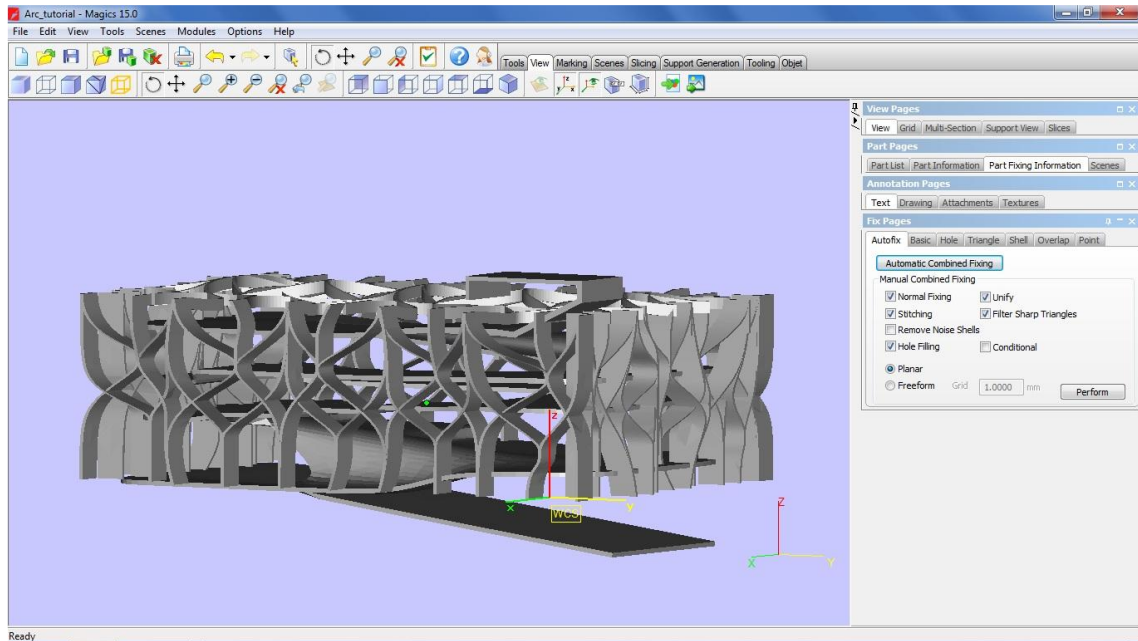 Arc_tutorial - Magics 15.0
File Edit View Tools Scenes Modules Options Help
Tools View Marking Scenes Slicing Support Generation Tooling Objet
View Pages
View Grid Multi-Section Support View Slices
Part Pages
Part List Part Information Part Fixing Information Scenes
Annotation Pages
Text Drawing Attachments Textures
Fix Pages
Autofix Basic Hole Triangle Shell Overlap Point
Automatic Combined Fixing
Manual Combined Fixing
Normal Fixing Unify
Stitching Filter Sharp Triangles
Remove Noise Shells
Hole Filling Conditional
Planar
Freeform Grid 1.0000 mm Perform
z
x WCS y
Z
X Y
Ready